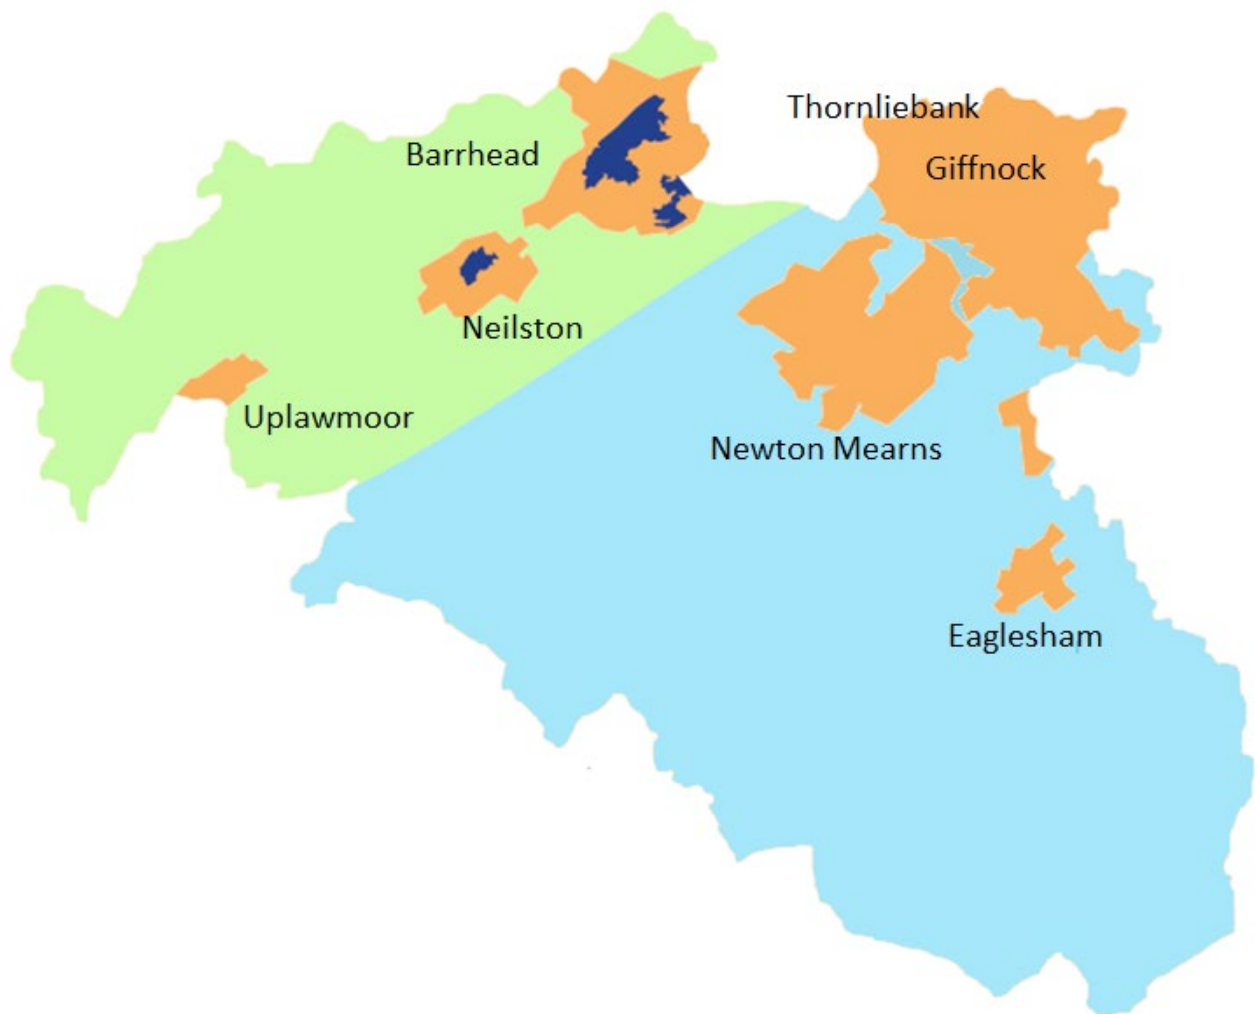 Thornliebank
Barrhead
Giffnock
Neilston
Uplawmoor
Newton Mearns
Eaglesham